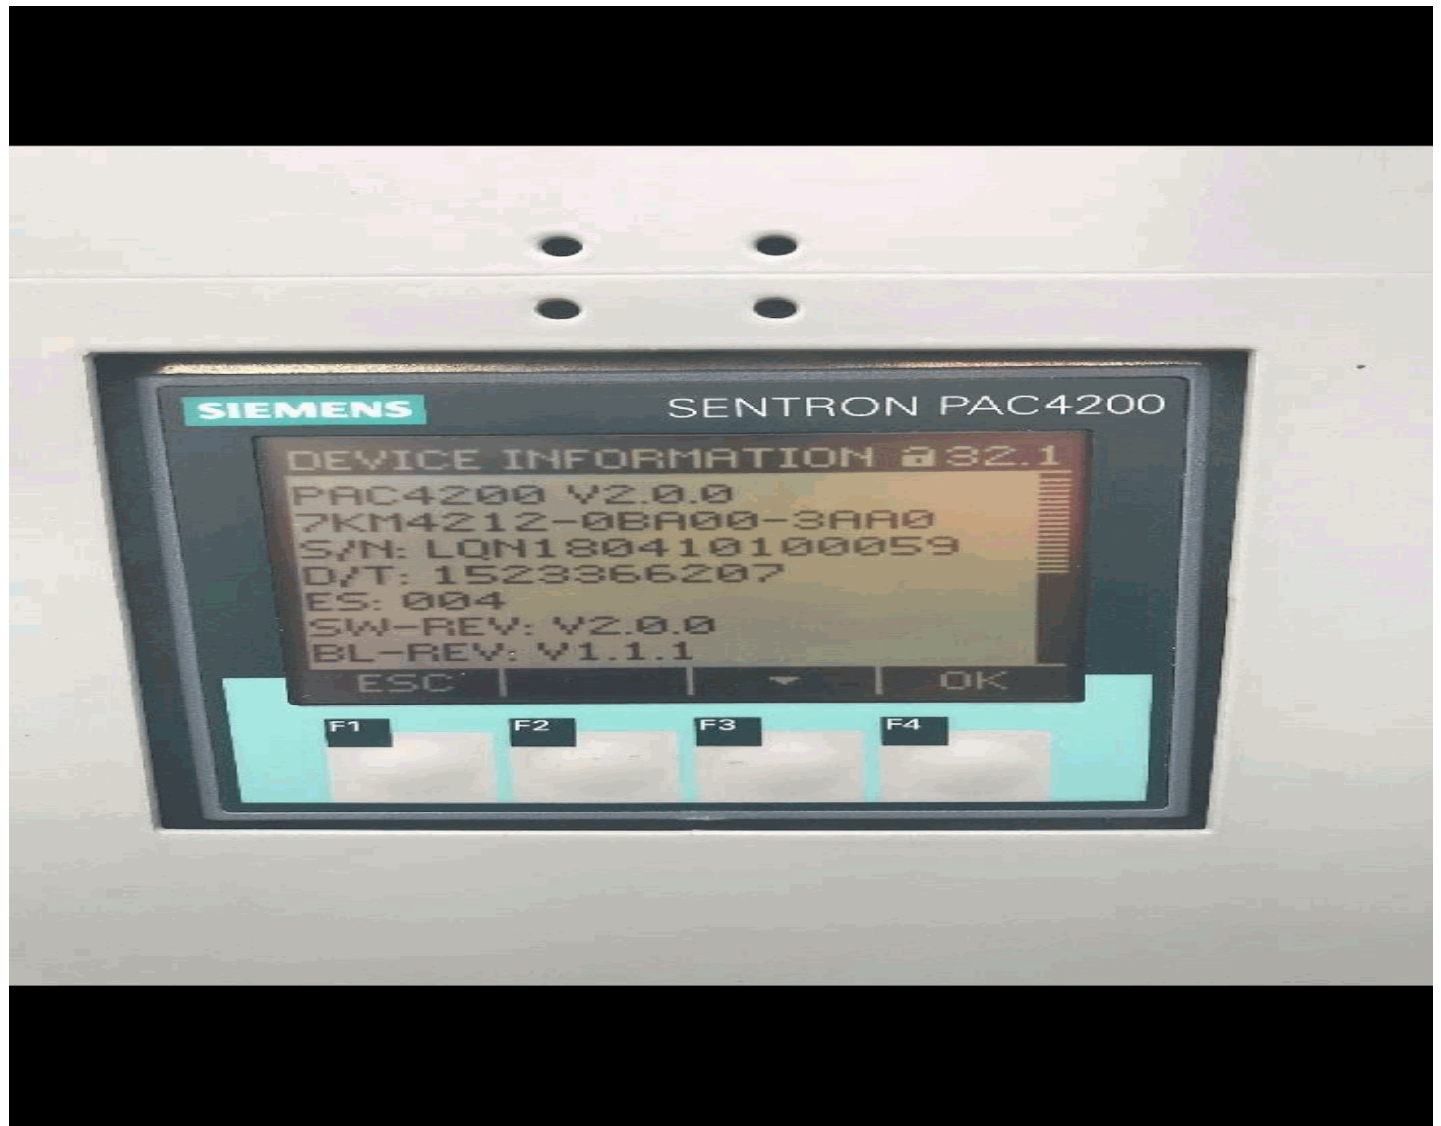 SIEMENS
SENTRON PAC4200
DEVICE INFORMATION 32.1
PAC4200 V2.0.0
7KM4212-0BA00-3AA0
S/N: LQN180410100059
D/T: 1523366207
ES: 004
SW-REV: V2.0.0
BL-REV: V1.1.1
ESC OK
F1 F2 F3 F4